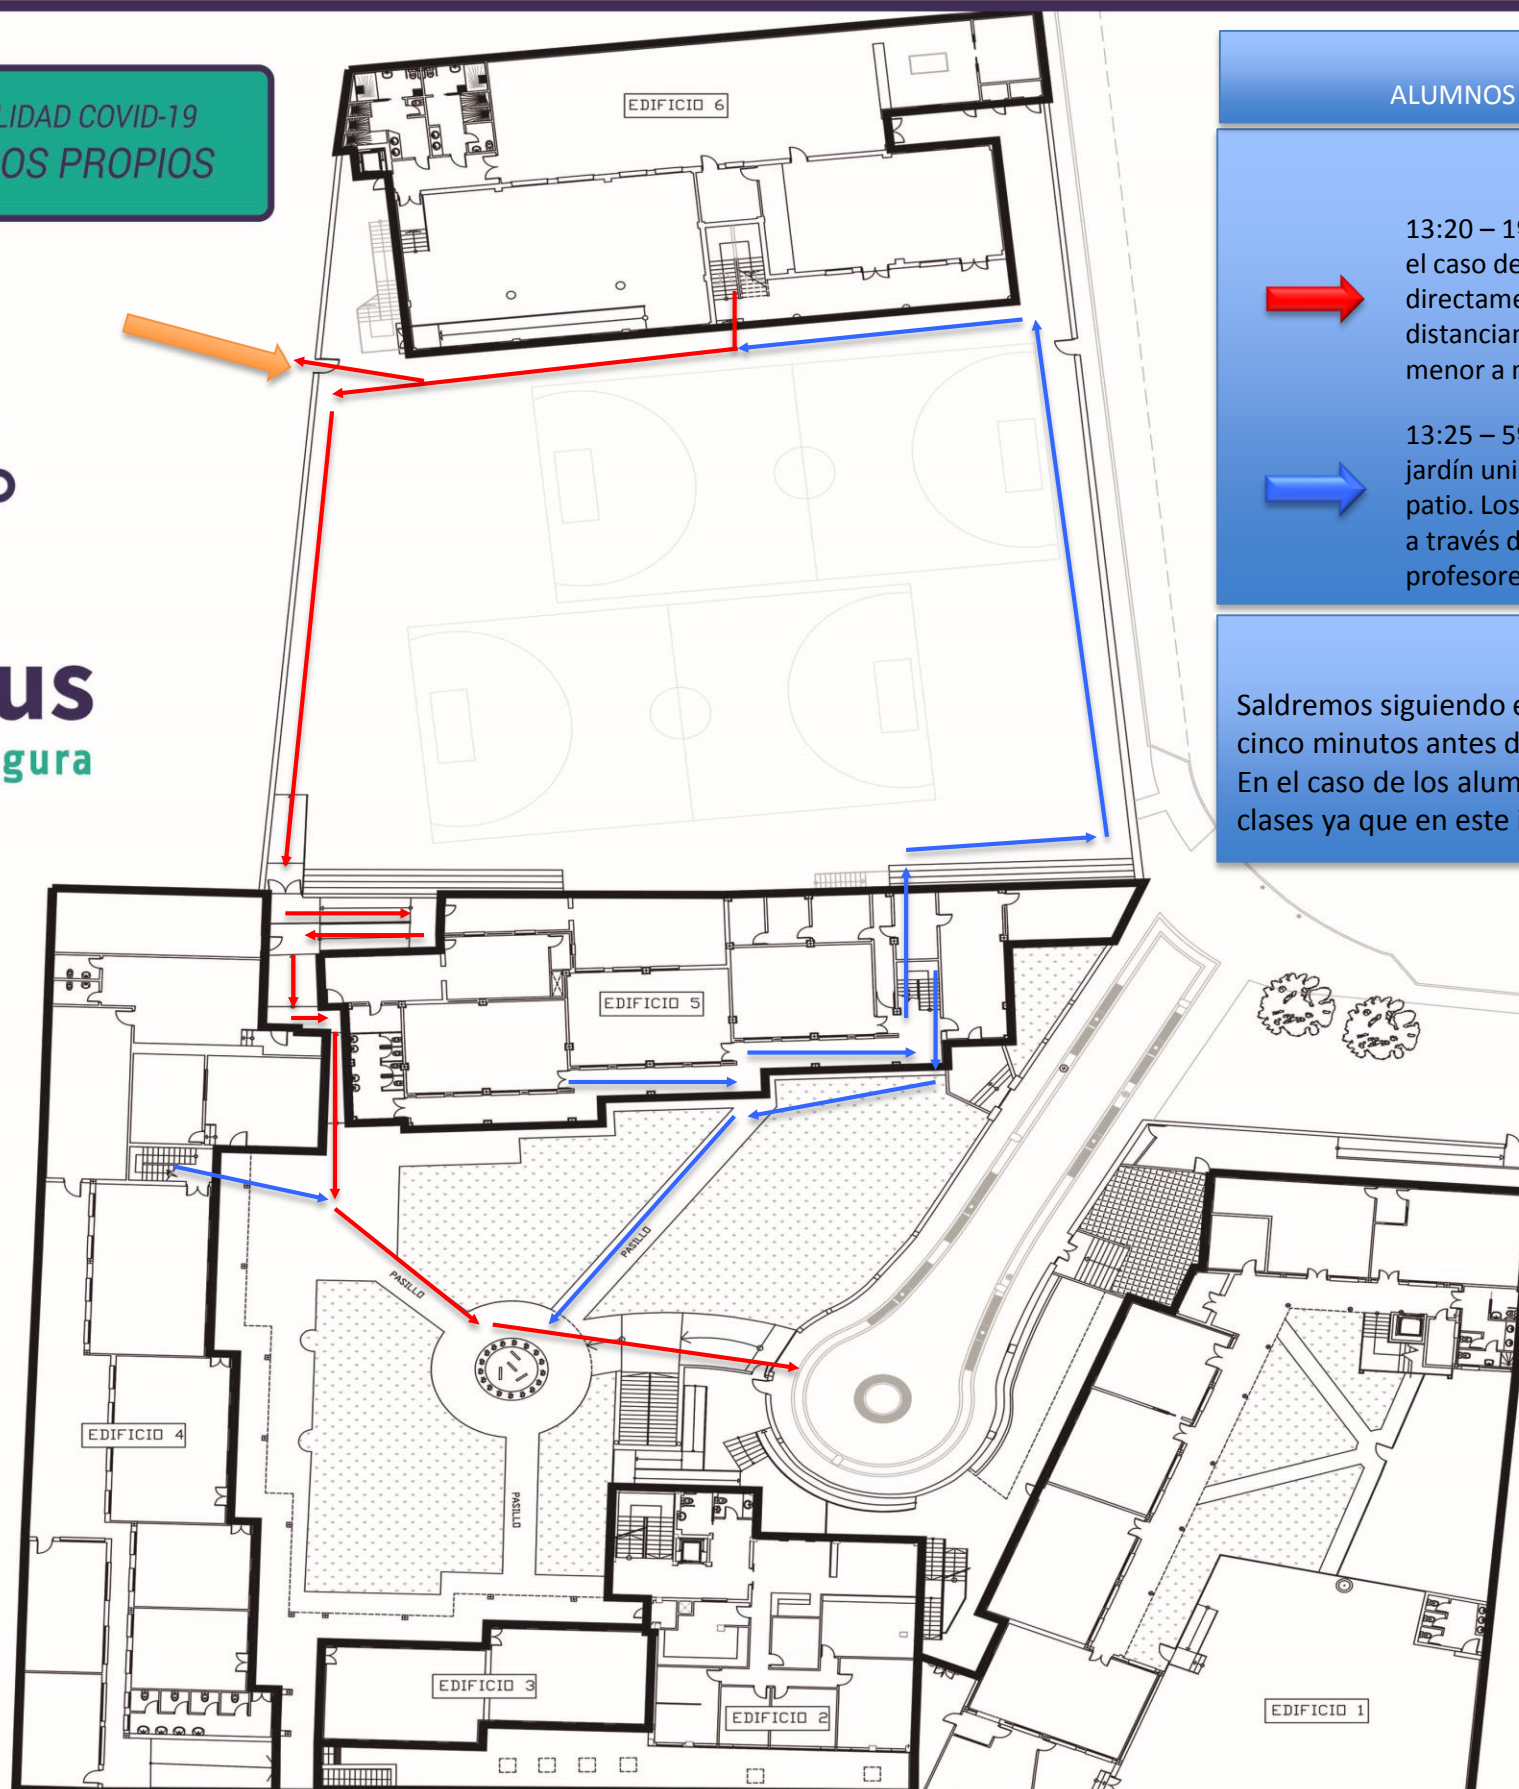 LIDAD COVID-19
OS PROPIOS
us
gura
ALUMNOS
13:20 – 19
el caso de
directame
distanciar
menor a n
13:25 – 59
jardín uni
patio. Los
a través d
profesore
Saldremos siguiendo e
cinco minutos antes d
En el caso de los alum
clases ya que en este
EDIFICIO 6
EDIFICIO 5
PASILLO
PASILLO
EDIFICIO 4
PASILLO
EDIFICIO 3
EDIFICIO 2
EDIFICIO 1